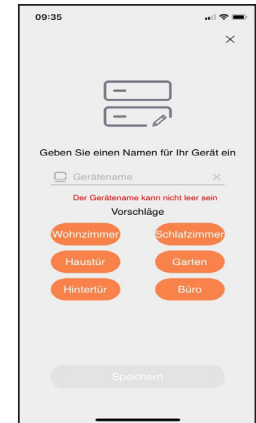 09:35
Geben Sie einen Namen für Ihr Gerät ein
Gerätename
Der Gerätename kann nicht leer sein
Vorschläge
Wohnzimmer
Schlafzimmer
Haustür
Garten
Hintertür
Büro
Speichern